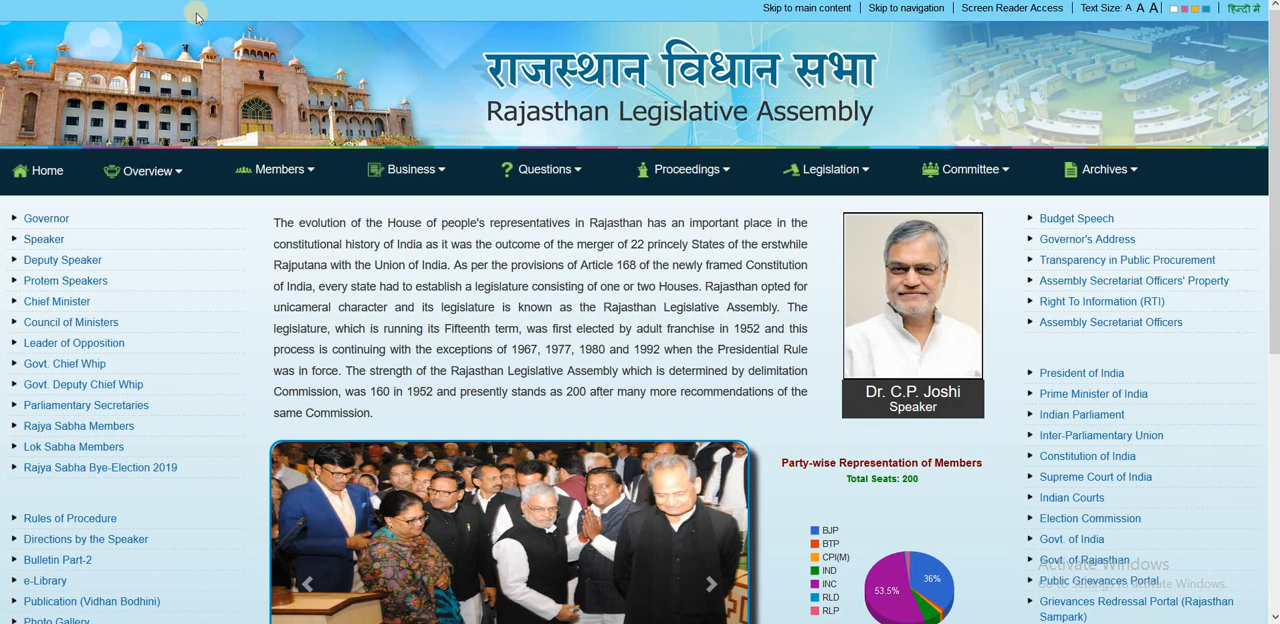 Skip to main content
Skip to navigation
Screen Reader Access
Text Size: A A A
हिन्दी में
राजस्थान विधान सभा
Rajasthan Legislative Assembly
Home
Overview
Members
Business
Questions
Proceedings
Legislation
Committee
Archives
Governor
Speaker
Deputy Speaker
Protem Speakers
Chief Minister
Council of Ministers
Leader of Opposition
Govt. Chief Whip
Govt. Deputy Chief Whip
Parliamentary Secretaries
Rajya Sabha Members
Lok Sabha Members
Rajya Sabha Bye-Election 2019
Rules of Procedure
Directions by the Speaker
Bulletin Part-2
e-Library
Publication (Vidhan Bodhini)
Photo Gallery
The evolution of the House of people's representatives in Rajasthan has an important place in the
constitutional history of India as it was the outcome of the merger of 22 princely States of the erstwhile
Rajputana with the Union of India. As per the provisions of Article 168 of the newly framed Constitution
of India, every state had to establish a legislature consisting of one or two Houses. Rajasthan opted for
unicameral character and its legislature is known as the Rajasthan Legislative Assembly. The
legislature, which is running its Fifteenth term, was first elected by adult franchise in 1952 and this
process is continuing with the exceptions of 1967, 1977, 1980 and 1992 when the Presidential Rule
was in force. The strength of the Rajasthan Legislative Assembly which is determined by delimitation
Commission, was 160 in 1952 and presently stands as 200 after many more recommendations of the
same Commission.
Dr. C.P. Joshi
Speaker
Party-wise Representation of Members
Total Seats: 200
BJP
BTP
CPI(M)
IND
INC
RLD
RLP
36%
53.5%
Budget Speech
Governor's Address
Transparency in Public Procurement
Assembly Secretariat Officers' Property
Right To Information (RTI)
Assembly Secretariat Officers
President of India
Prime Minister of India
Indian Parliament
Inter-Parliamentary Union
Constitution of India
Supreme Court of India
Indian Courts
Election Commission
Govt. of India
Govt. of Rajasthan
Activate Windows
Public Grievances Portal
Go to Settings to activate Windows.
Grievances Redressal Portal (Rajasthan
Sampark)